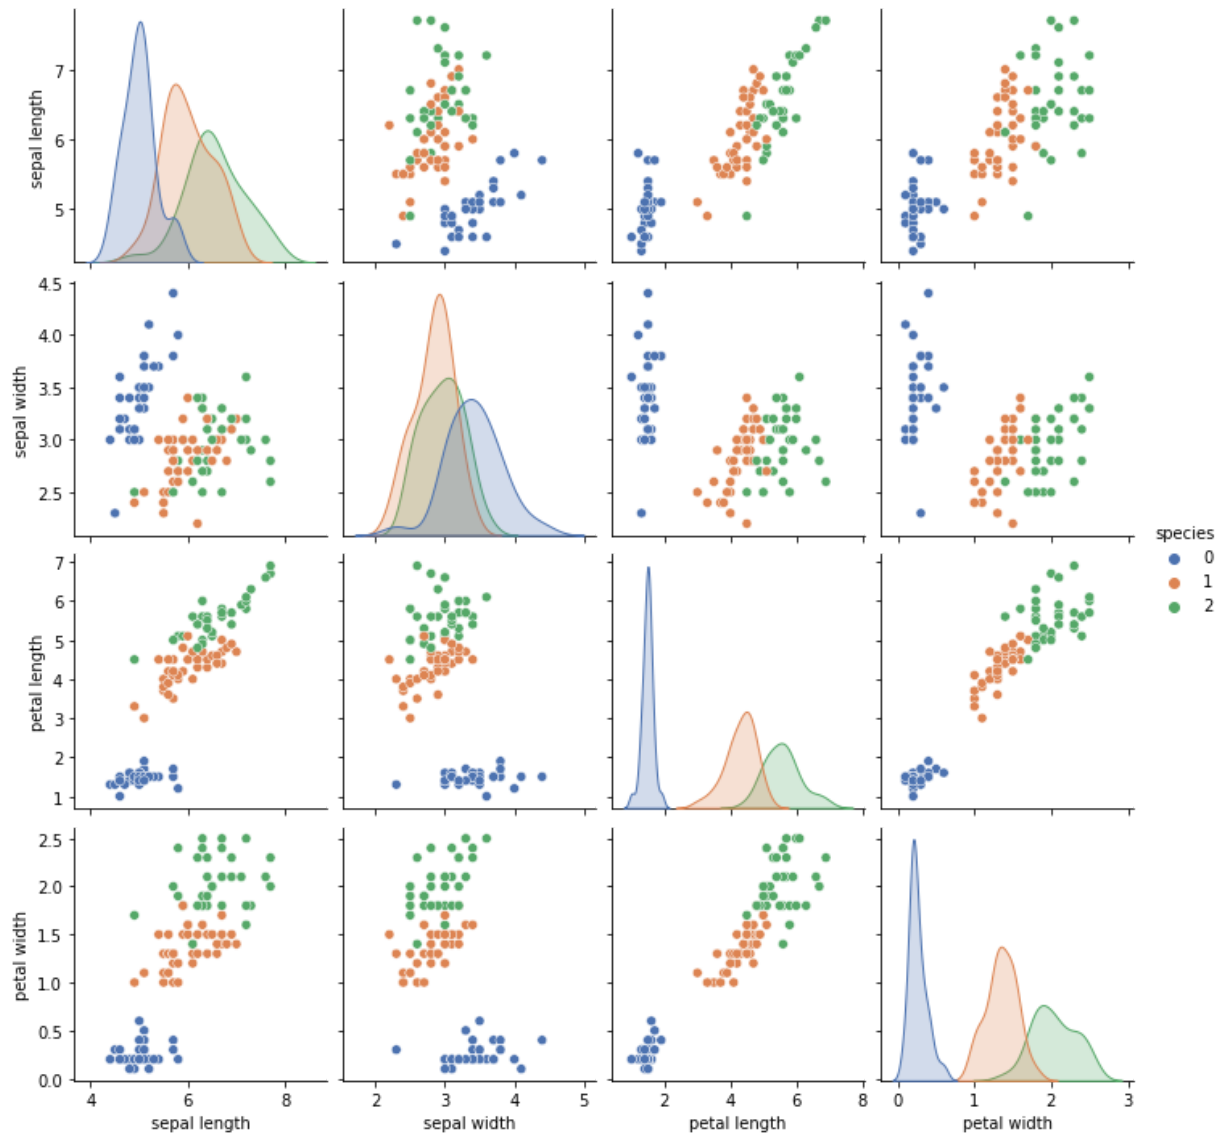 sepal length
7
6
5
sepal width
4.5
4.0
3.5
3.0
2.5
petal length
7
6
5
4
3
2
1
petal width
2.5
2.0
1.5
1.0
0.5
0.0
4 6 8
sepal length
2 3 4 5
sepal width
2 4 6 8
petal length
0 1 2 3
petal width
species
0
1
2